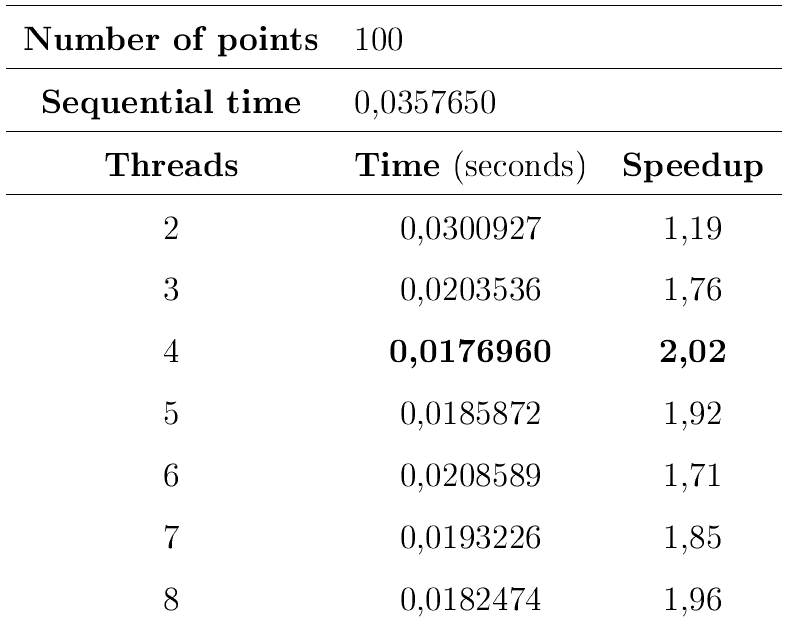 Number of points 100
Sequential time 0,0357650
Threads Time (seconds) Speedup
2 0,0300927 1,19
3 0,0203536 1,76
4 0,0176960 2,02
5 0,0185872 1,92
6 0,0208589 1,71
7 0,0193226 1,85
8 0,0182474 1,96